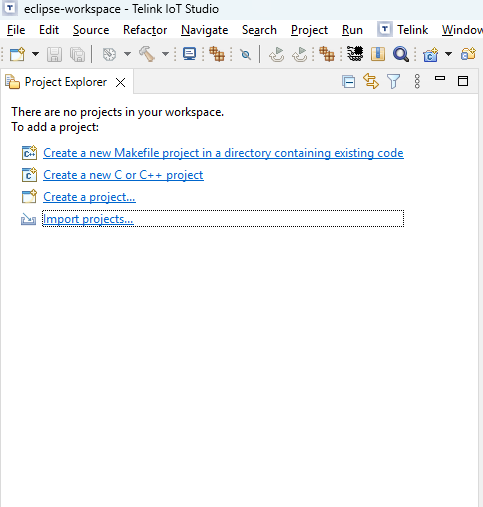 eclipse-workspace - Telink IoT Studio
File Edit Source Refactor Navigate Search Project Run Telink Window
Project Explorer
There are no projects in your workspace.
To add a project:
Create a new Makefile project in a directory containing existing code
Create a new C or C++ project
Create a project...
Import projects...